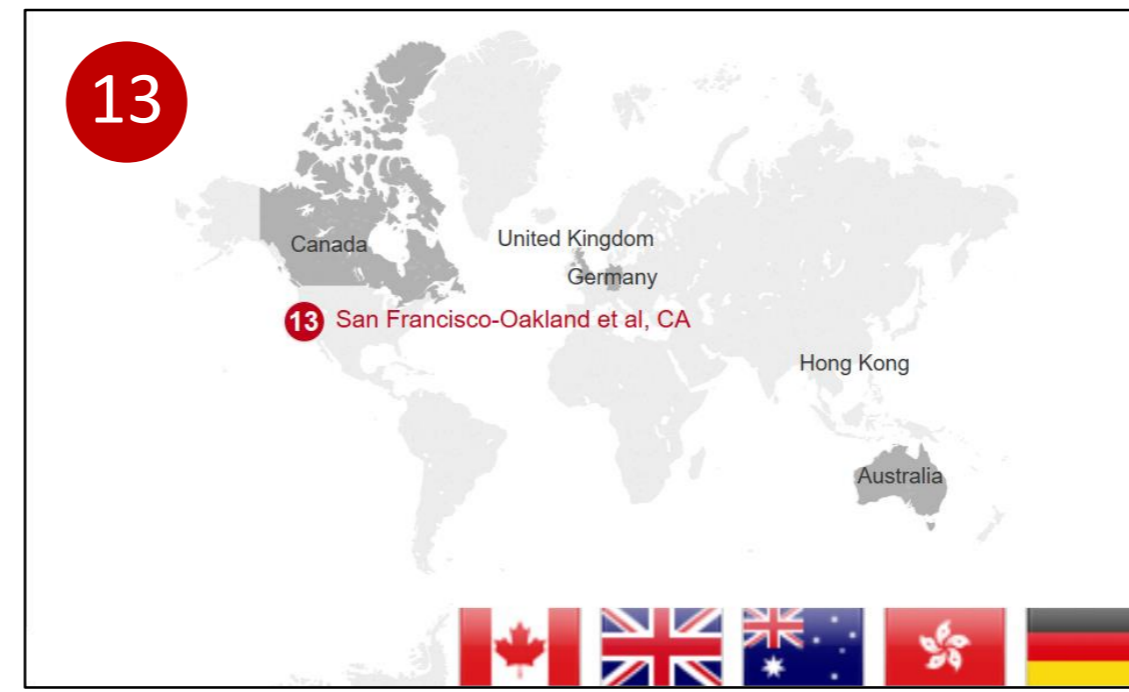 13
Canada
United Kingdom
Germany
13 San Francisco-Oakland et al, CA
Hong Kong
Australia